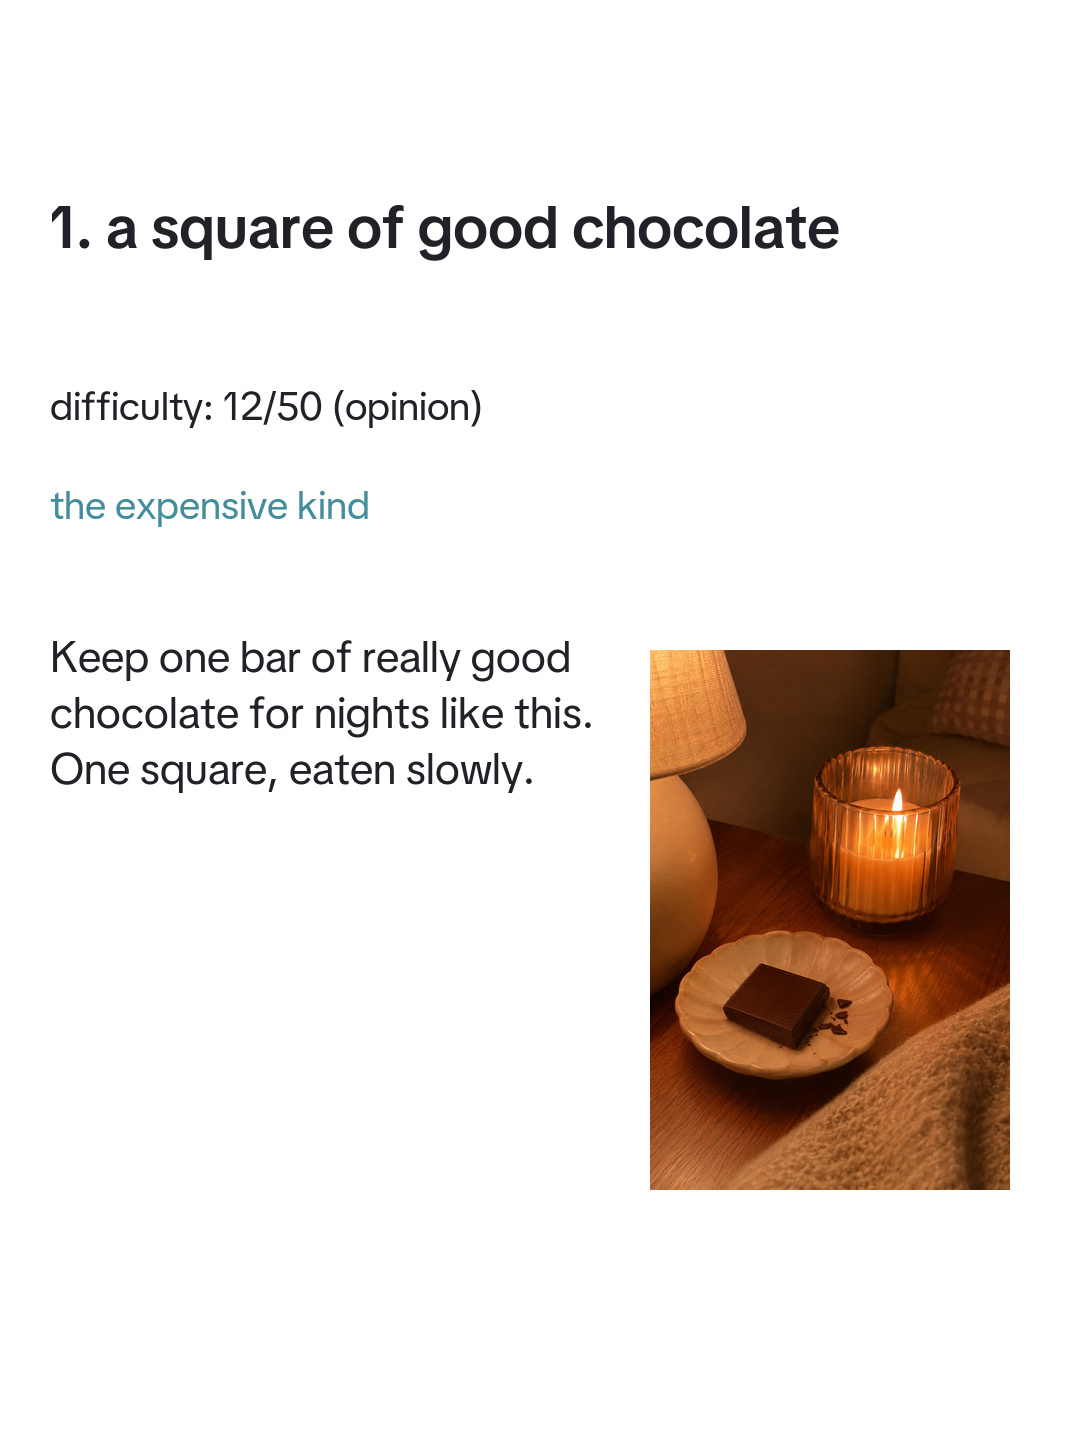 1. a square of good chocolate
difficulty: 12/50 (opinion)
the expensive kind
Keep one bar of really good
chocolate for nights like this.
One square, eaten slowly.